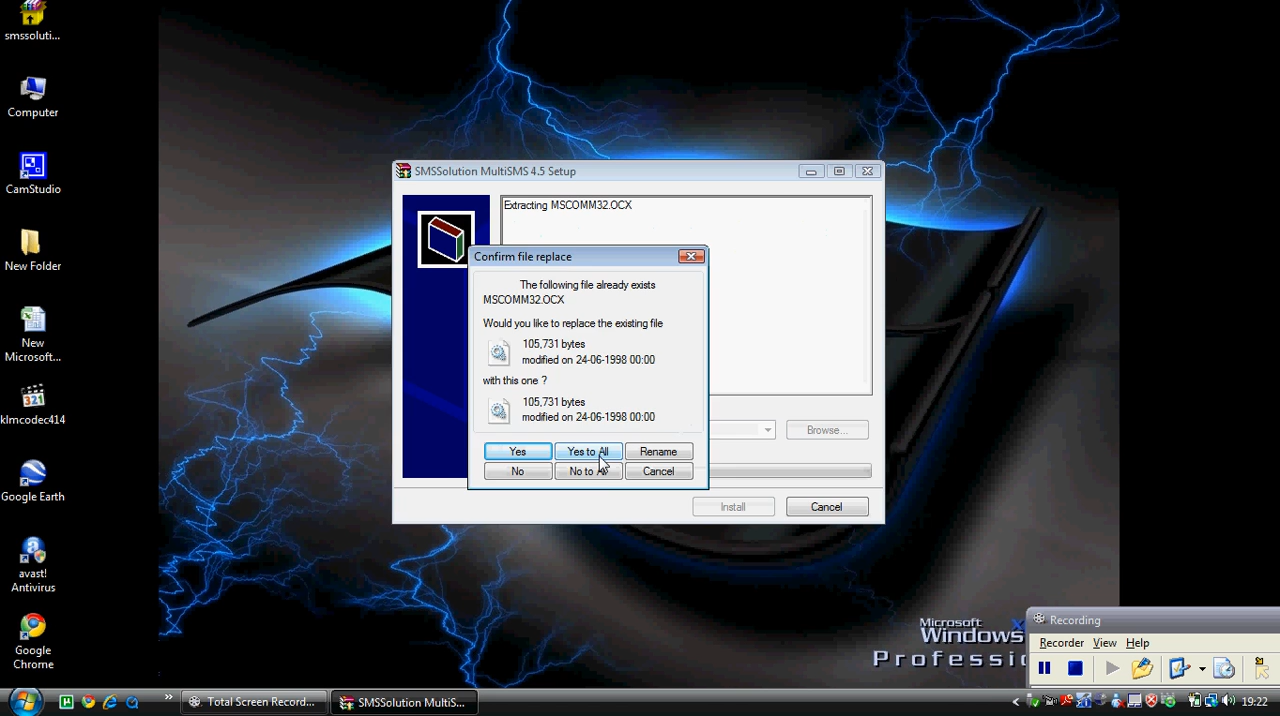 smssoluti...
Computer
CamStudio
New Folder
New
Microsoft...
321
klmcodec414
Google Earth
avast!
Antivirus
Google
Chrome
SMSSolution MultiSMS 4.5 Setup
Extracting MSCOMM32.OCX
Confirm file replace
The following file already exists
MSCOMM32.OCX
Would you like to replace the existing file
105,731 bytes
modified on 24-06-1998 00:00
with this one ?
105,731 bytes
modified on 24-06-1998 00:00
Yes
Yes to All
Rename
No
No to
Cancel
Browse...
Install
Cancel
Microsoft
Windows
Professi
Recording
Recorder View Help
Total Screen Record...
SMSSolution MultiS...
19:22